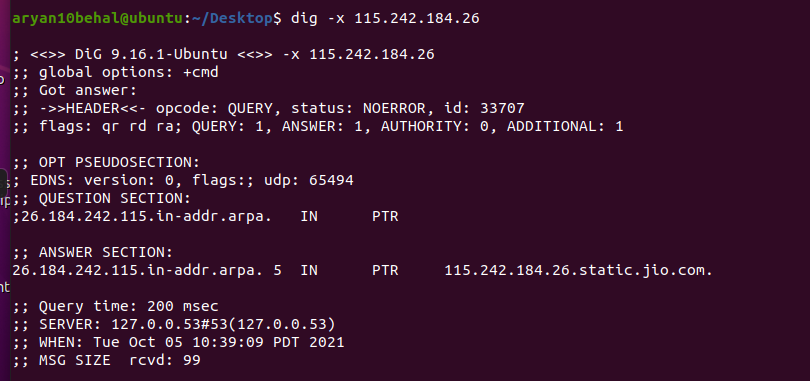 aryan10behal@ubuntu:~/Desktop$ dig -x 115.242.184.26
; <<>> DiG 9.16.1-Ubuntu <<>> -x 115.242.184.26
;; global options: +cmd
;; Got answer:
;; ->>HEADER<<- opcode: QUERY, status: NOERROR, id: 33707
;; flags: qr rd ra; QUERY: 1, ANSWER: 1, AUTHORITY: 0, ADDITIONAL: 1
;; OPT PSEUDOSECTION:
; EDNS: version: 0, flags:; udp: 65494
;; QUESTION SECTION:
;26.184.242.115.in-addr.arpa. IN PTR
;; ANSWER SECTION:
26.184.242.115.in-addr.arpa. 5 IN PTR 115.242.184.26.static.jio.com.
;; Query time: 200 msec
;; SERVER: 127.0.0.53#53(127.0.0.53)
;; WHEN: Tue Oct 05 10:39:09 PDT 2021
;; MSG SIZE rcvd: 99